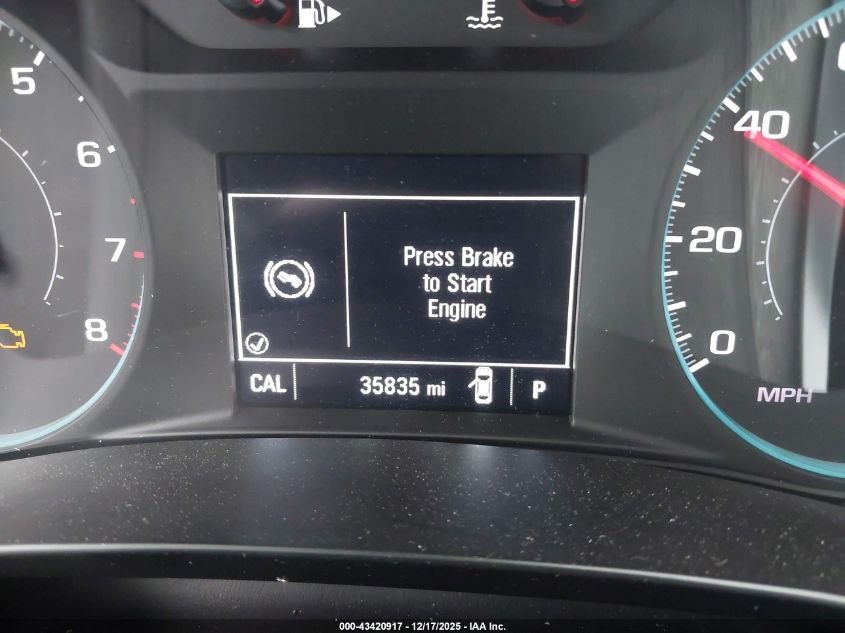 5
6
7
8
Press Brake
to Start
Engine
CAL 35835 mi P
40
20
0
MPH
000-43420917 - 12/17/2025 - IAA Inc.